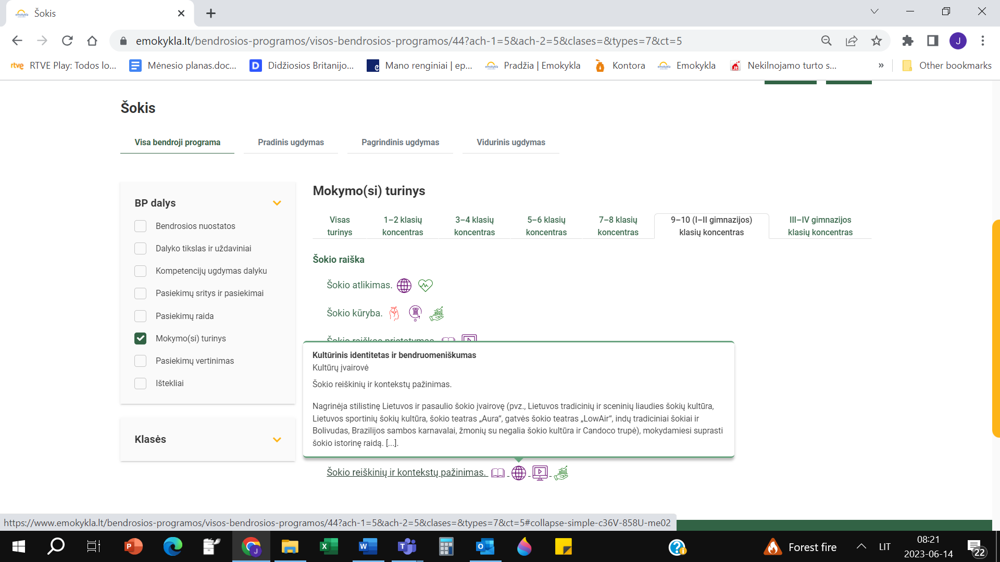 Šokis
emokykla.lt/bendrosios-programos/visos-bendrosios-programos/44?ach-1=5&ach-2=5&clases=&types=7&ct=5
J
rtve RTVE Play: Todos lo... Mėnesio planas.doc... D Didžiosios Britanijo... e Mano renginiai | ep... Pradžia | Emokykla Kontora Emokykla Nekilnojamo turto s... » Other bookmarks
Šokis
Visa bendroji programa Pradinis ugdymas Pagrindinis ugdymas Vidurinis ugdymas
BP dalys
Bendrosios nuostatos
Dalyko tikslas ir uždaviniai
Kompetencijų ugdymas dalyku
Pasiekimų sritys ir pasiekimai
Pasiekimų raida
Mokymo(si) turinys
Pasiekimų vertinimas
Ištekliai
Klasės
Mokymo(si) turinys
Visas turinys
1–2 klasių koncentras
3–4 klasių koncentras
5–6 klasių koncentras
7–8 klasių koncentras
9–10 (I–II gimnazijos) klasių koncentras
III–IV gimnazijos klasių koncentras
Šokio raiška
Šokio atlikimas.
Šokio kūryba.
Šokio raiškos pristatymas.
Kultūrinis identitetas ir bendruomeniškumas
Kultūrų įvairovė
Šokio reiškinių ir kontekstų pažinimas.
Nagrinėja stilistinę Lietuvos ir pasaulio šokio įvairovę (pvz., Lietuvos tradicinių ir sceninių liaudies šokių kultūra,
Lietuvos sportinių šokių kultūra, šokio teatras „Aura“, gatvės šokio teatras „LowAir“, indų tradiciniai šokiai ir
Bolivudas, Brazilijos sambos karnavalai, žmonių su negalia šokio kultūra ir Candoco trupė), mokydamiesi suprasti
šokio istorinę raidą. [...].
Šokio reiškinių ir kontekstų pažinimas.
https://www.emokykla.lt/bendrosios-programos/visos-bendrosios-programos/44?ach-1=5&ach-2=5&clases=&types=7&ct=5#collapse-simple-c36V-858U-me02
Forest fire
LIT
08:21
2023-06-14
22